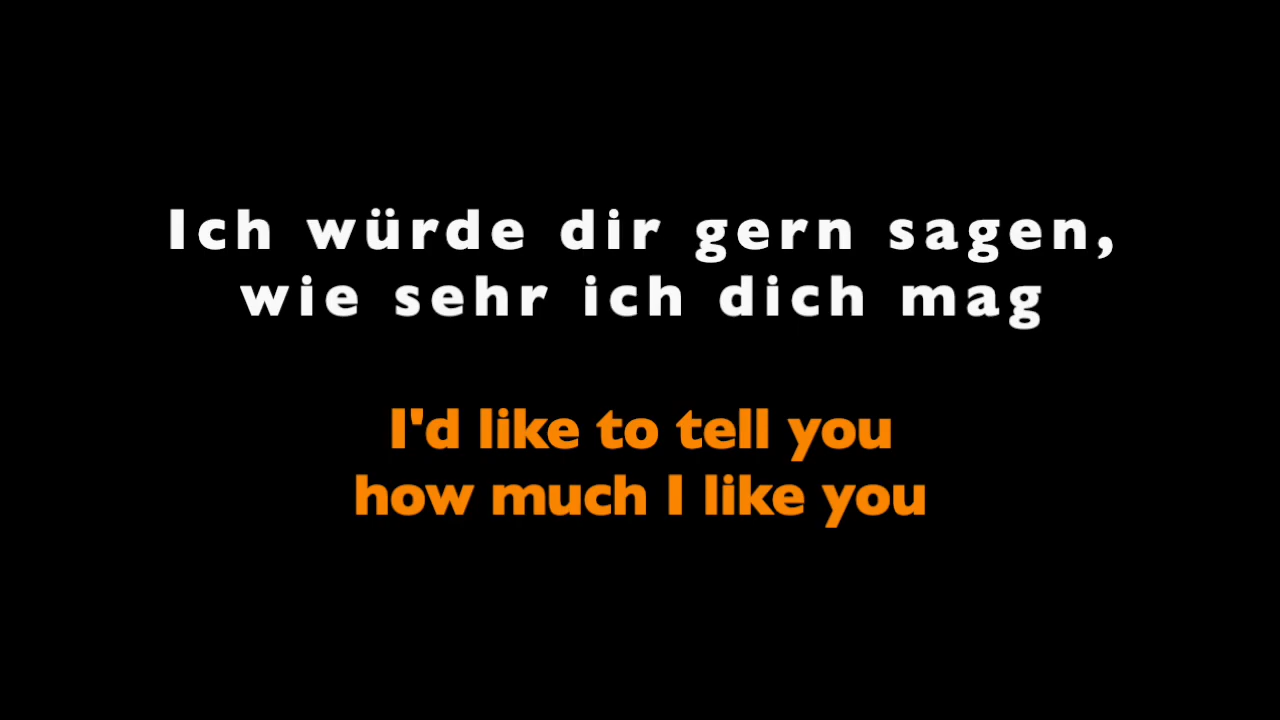 Ich würde dir gern sagen,
wie sehr ich dich mag
I'd like to tell you
how much I like you